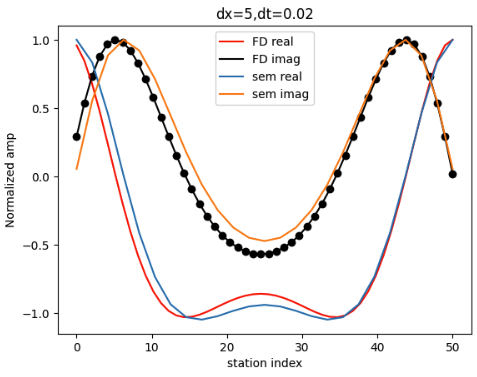 dx=5,dt=0.02
FD real
FD imag
sem real
sem imag
1.0
0.5
0.0
−0.5
−1.0
Normalized amp
0 10 20 30 40 50
station index